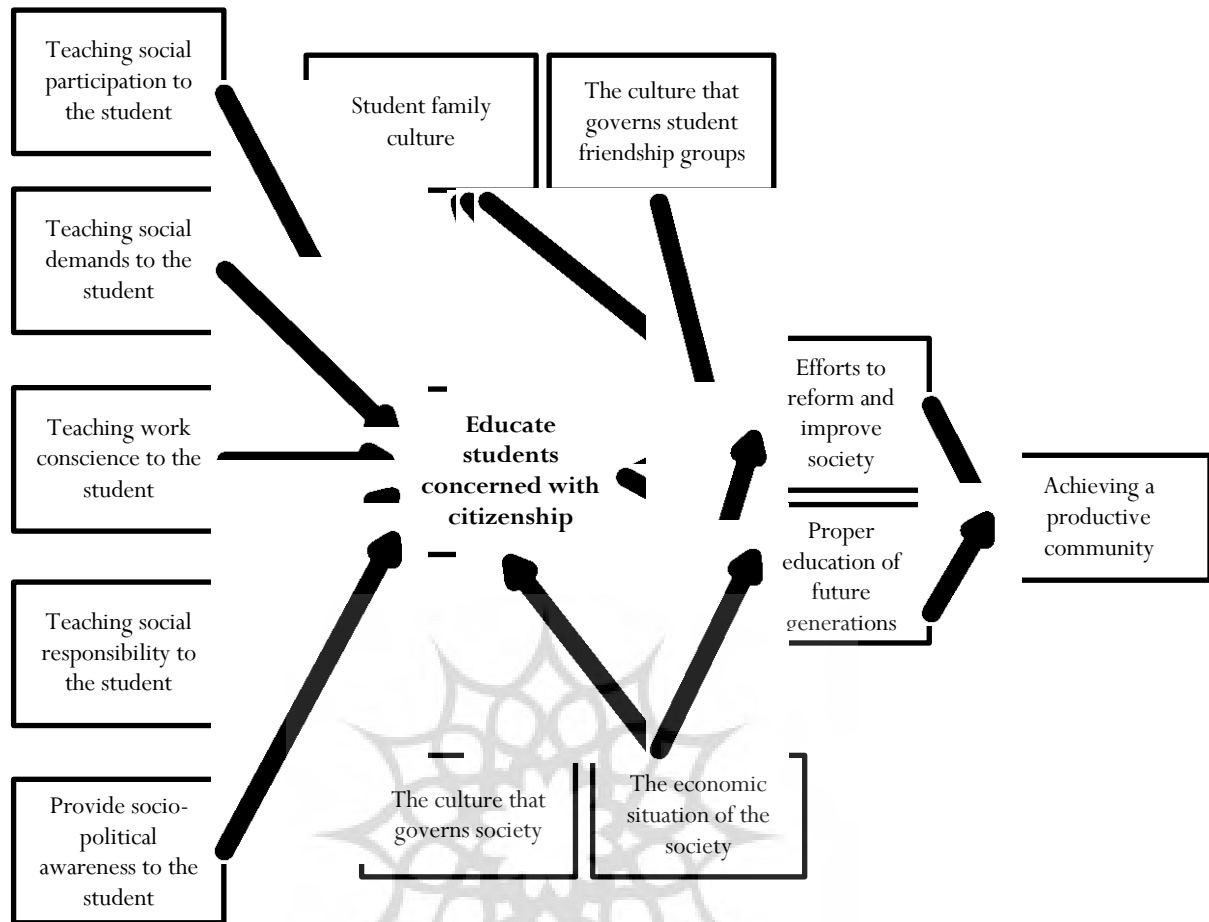 Teaching social
participation to
the student
Student family
culture
The culture that
governs student
friendship groups
Teaching social
demands to the
student
Teaching work
conscience to the
student
Educate
students
concerned with
citizenship
Efforts to
reform and
improve
society
Proper
education of
future
generations
Achieving a
productive
community
Teaching social
responsibility to
the student
Provide socio-
political
awareness to the
student
The culture that
governs society
The economic
situation of the
society